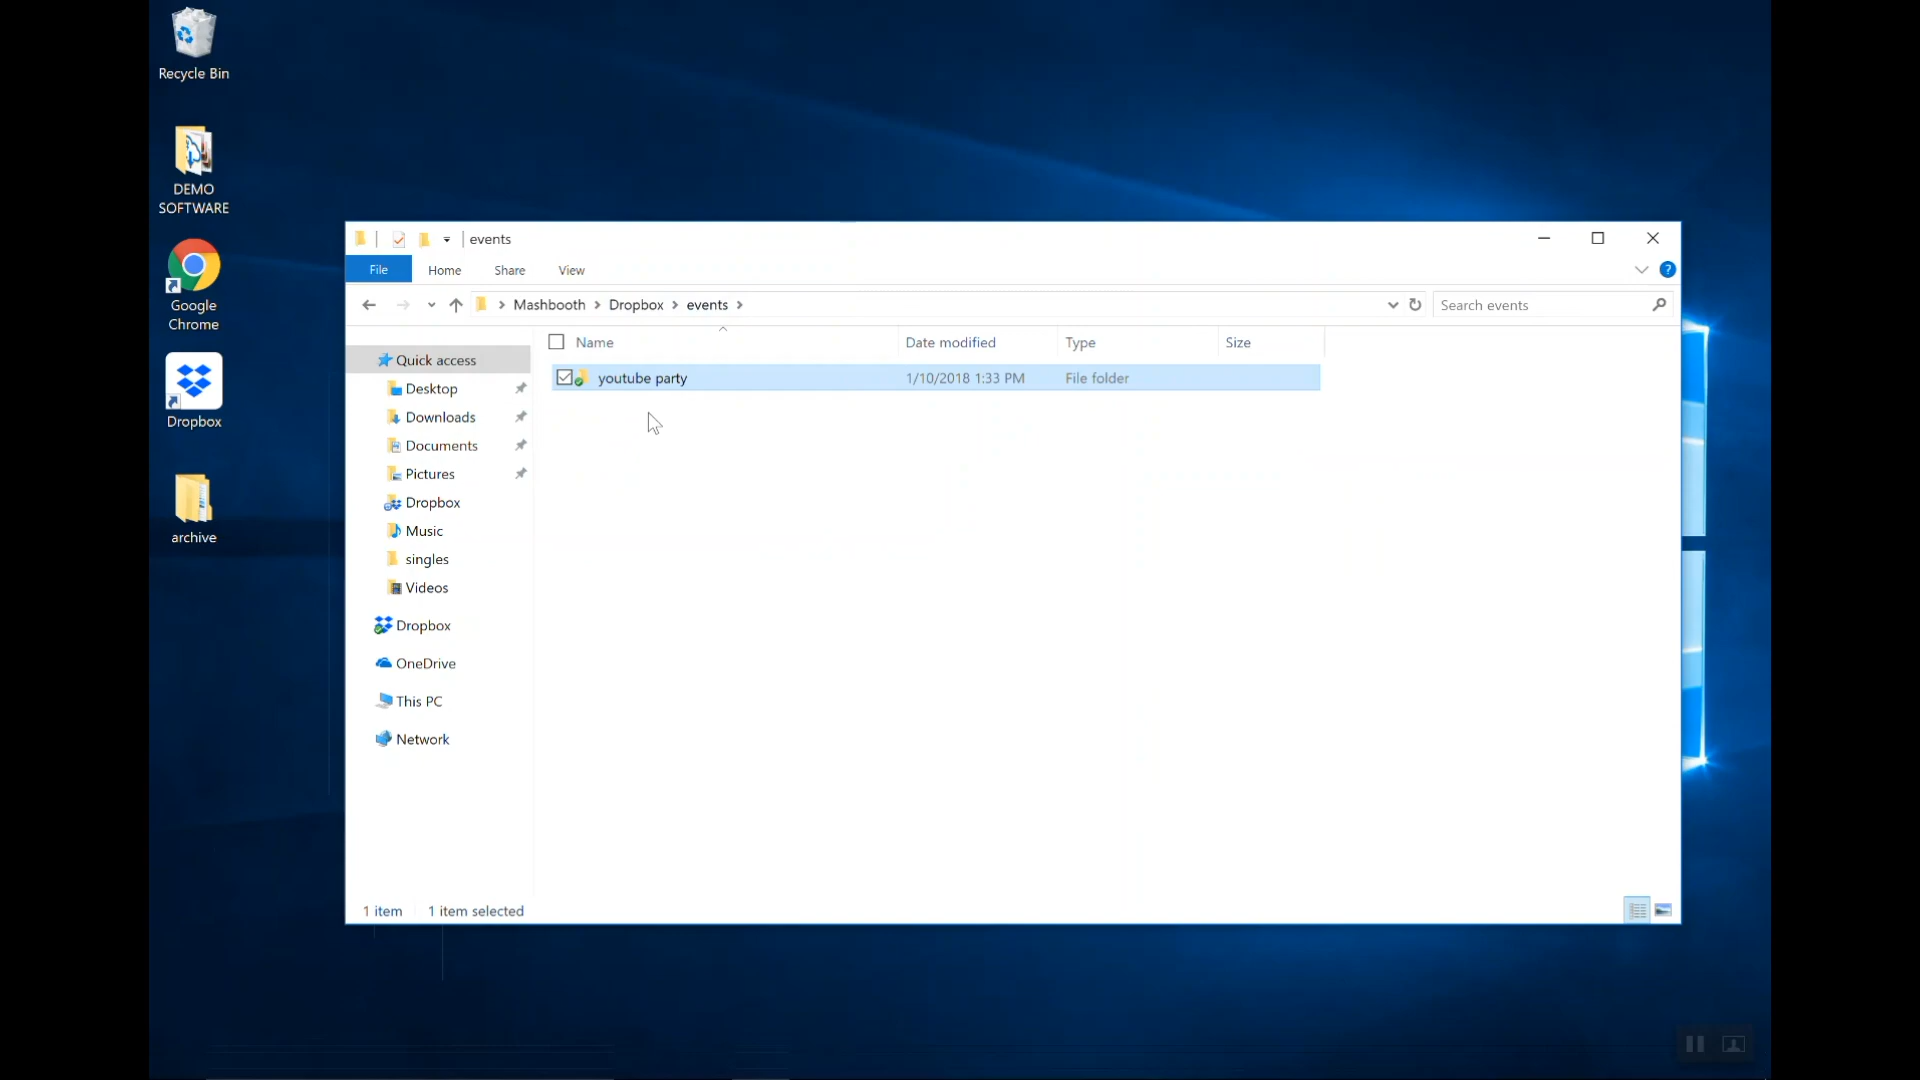 Recycle Bin
DEMO
SOFTWARE
Google
Chrome
Dropbox
archive
events
File Home Share View
?
Mashbooth Dropbox events
Search events
Name Date modified Type Size
youtube party 1/10/2018 1:33 PM File folder
Quick access
Desktop
Downloads
Documents
Pictures
Dropbox
Music
singles
Videos
Dropbox
OneDrive
This PC
Network
1 item 1 item selected